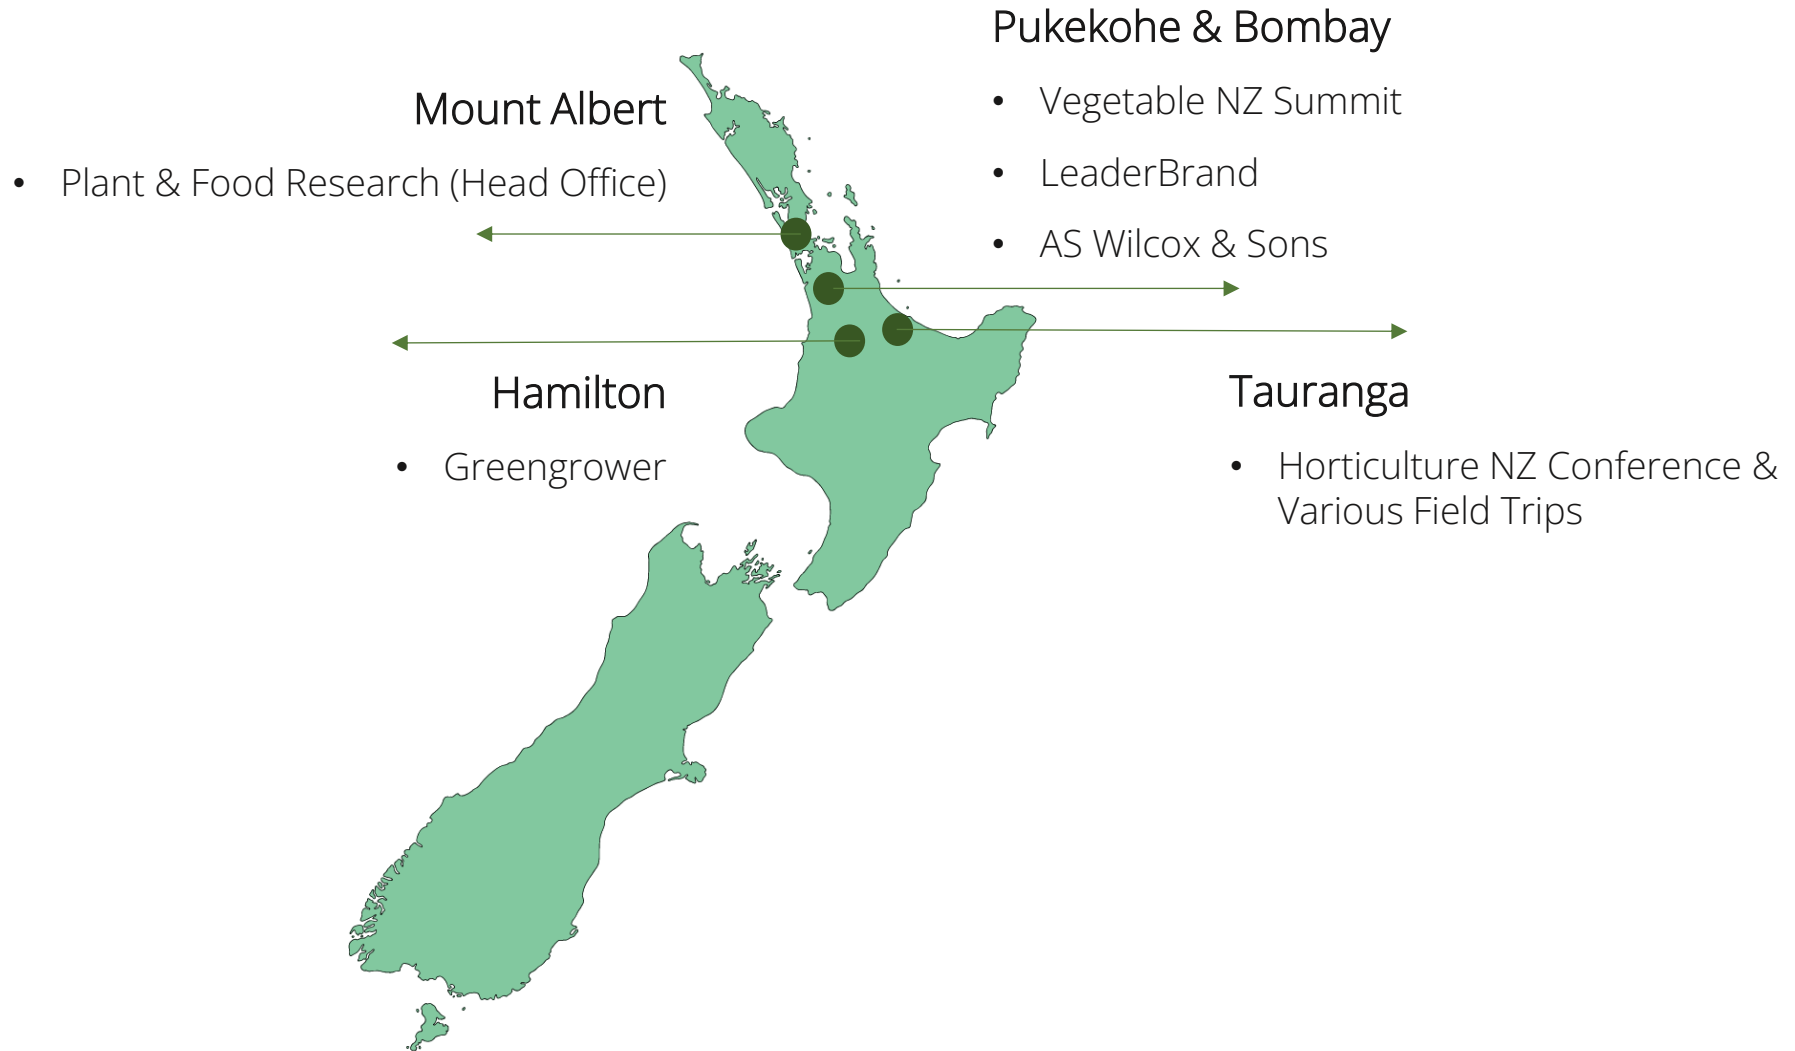 Pukekohe & Bombay
• Vegetable NZ Summit
• LeaderBrand
• AS Wilcox & Sons
Mount Albert
• Plant & Food Research (Head Office)
Hamilton
• Greengrower
Tauranga
• Horticulture NZ Conference &
Various Field Trips